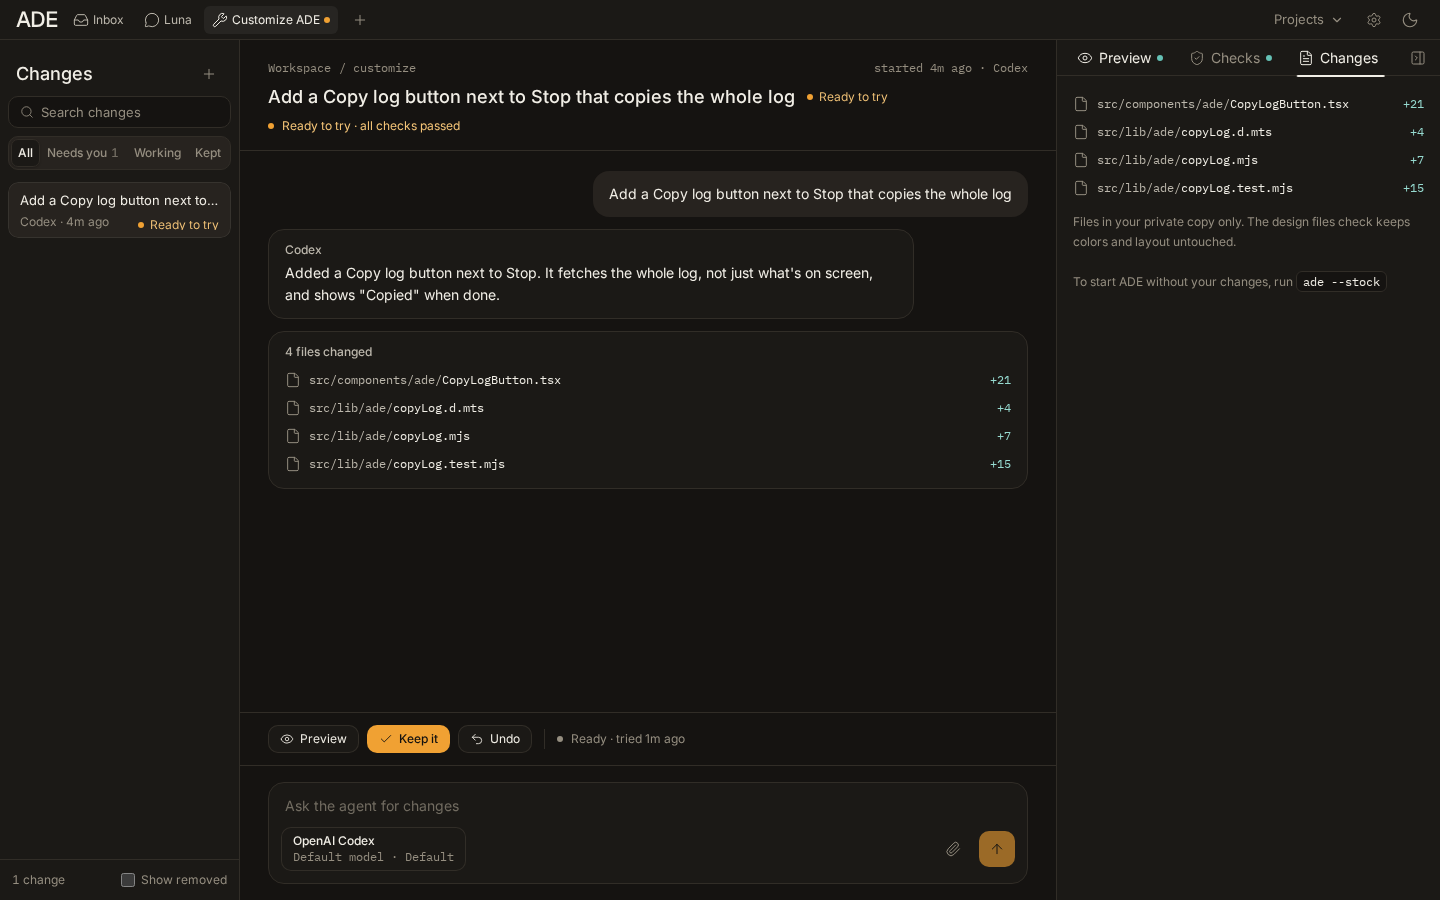 ADE
Inbox
Luna
Customize ADE
Projects
Changes
Search changes
All
Needs you 1
Working
Kept
Add a Copy log button next to...
Codex · 4m ago
Ready to try
1 change
Show removed
Workspace / customize
started 4m ago · Codex
Add a Copy log button next to Stop that copies the whole log
Ready to try
Ready to try · all checks passed
Add a Copy log button next to Stop that copies the whole log
Codex
Added a Copy log button next to Stop. It fetches the whole log, not just what's on screen,
and shows "Copied" when done.
4 files changed
src/components/ade/CopyLogButton.tsx +21
src/lib/ade/copyLog.d.mts +4
src/lib/ade/copyLog.mjs +7
src/lib/ade/copyLog.test.mjs +15
Preview
Keep it
Undo
Ready · tried 1m ago
Ask the agent for changes
OpenAI Codex
Default model · Default
Preview
Checks
Changes
src/components/ade/CopyLogButton.tsx +21
src/lib/ade/copyLog.d.mts +4
src/lib/ade/copyLog.mjs +7
src/lib/ade/copyLog.test.mjs +15
Files in your private copy only. The design files check keeps
colors and layout untouched.
To start ADE without your changes, run ade --stock